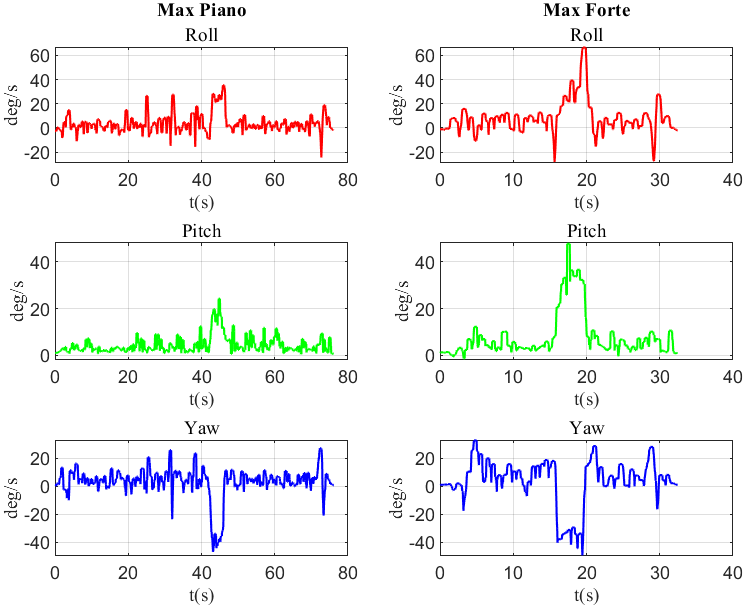 Max Piano Max Forte
Roll Roll
deg/s deg/s
60 40 20 0 -20
60 40 20 0 -20
0 20 40 60 80
0 10 20 30 40
t(s) t(s)
Pitch Pitch
deg/s deg/s
40 20 0
40 20 0
0 20 40 60 80
0 10 20 30 40
t(s) t(s)
Yaw Yaw
deg/s deg/s
20 0 -20 -40
20 0 -20 -40
0 20 40 60 80
0 10 20 30 40
t(s) t(s)